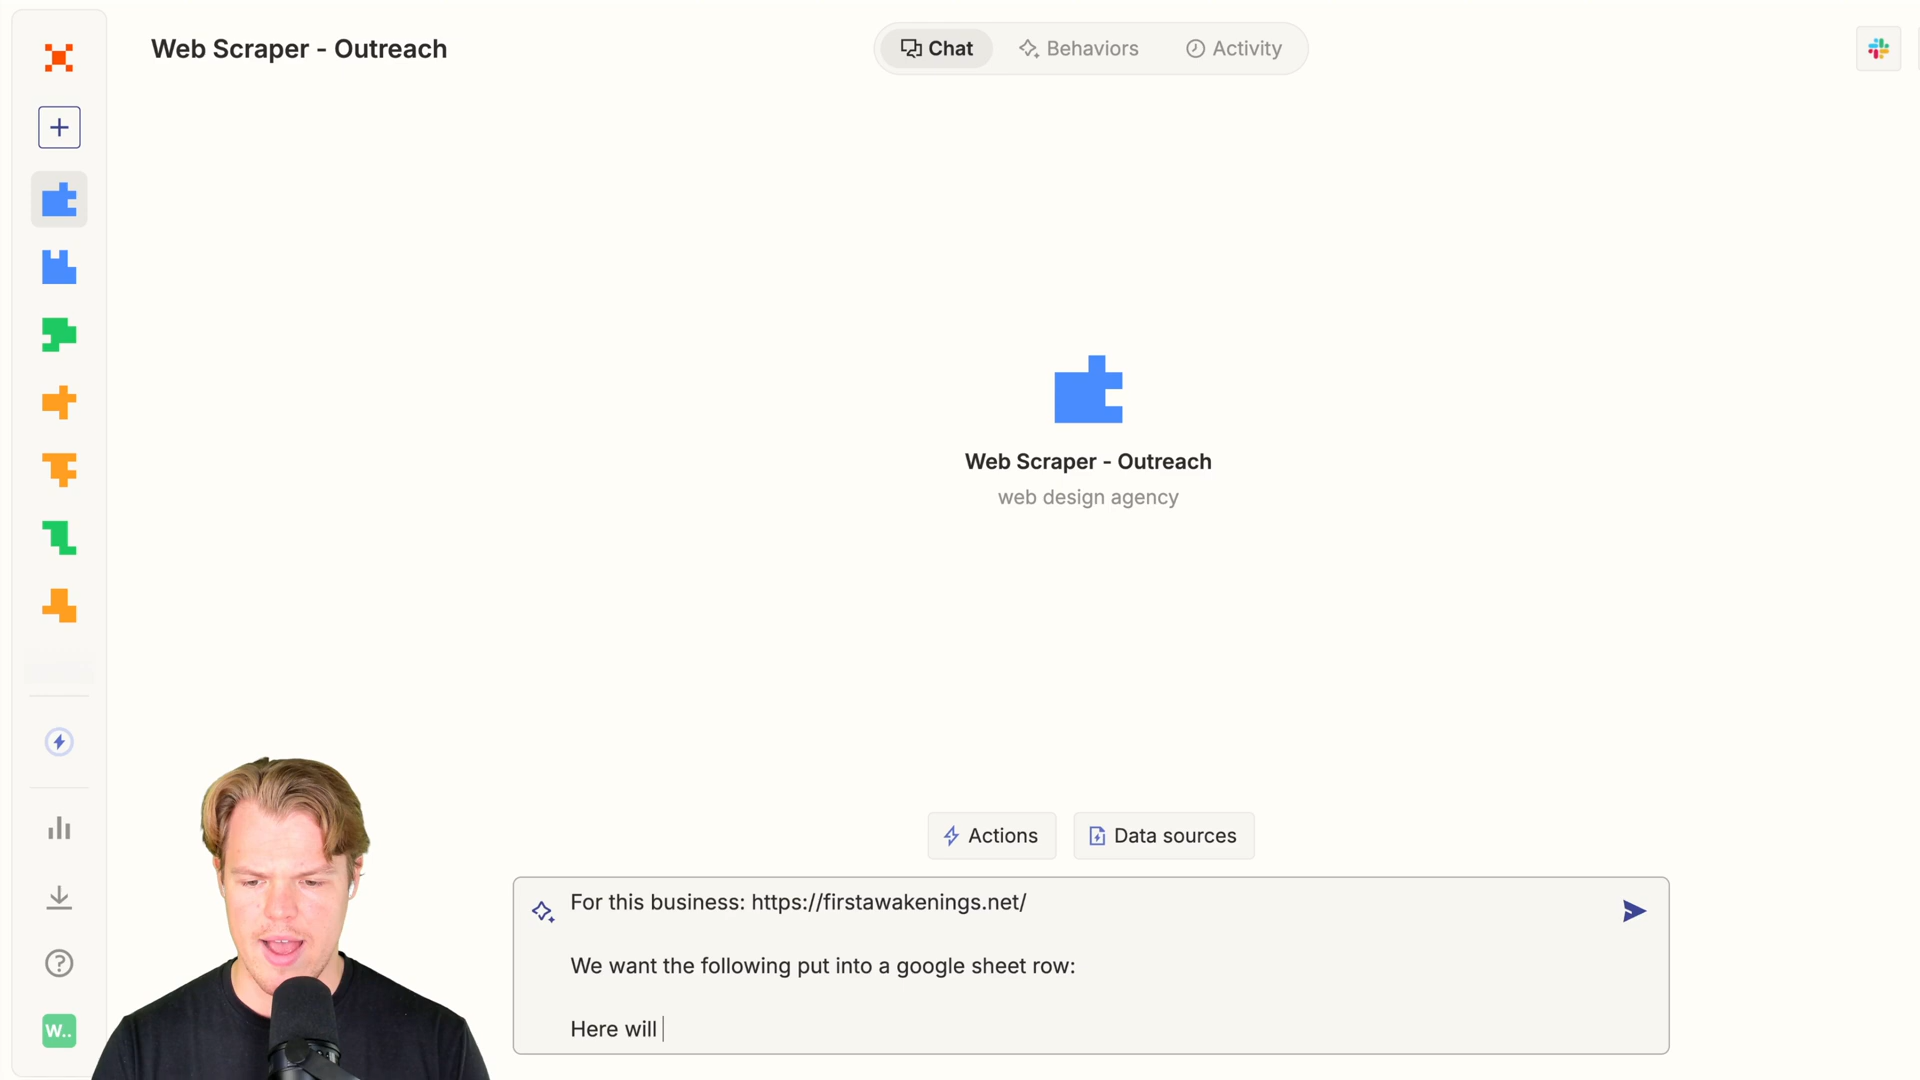 Web Scraper - Outreach
Chat
Behaviors
Activity
Web Scraper - Outreach
web design agency
Actions
Data sources
For this business: https://firstawakenings.net/
We want the following put into a google sheet row:
Here will
W..